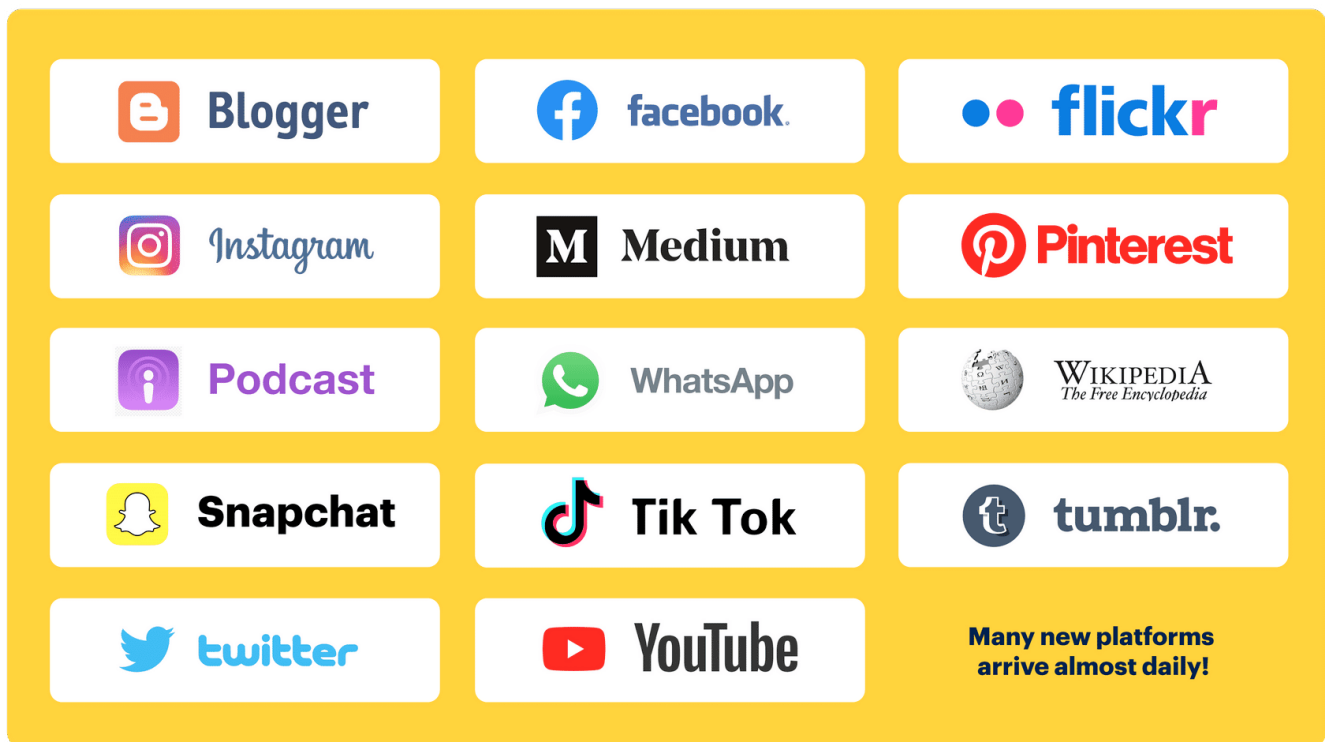 Blogger
facebook
flickr
Instagram
M Medium
Pinterest
Podcast
WhatsApp
WIKIPEDIA
The Free Encyclopedia
Snapchat
Tik Tok
t tumblr.
twitter
YouTube
Many new platforms
arrive almost daily!